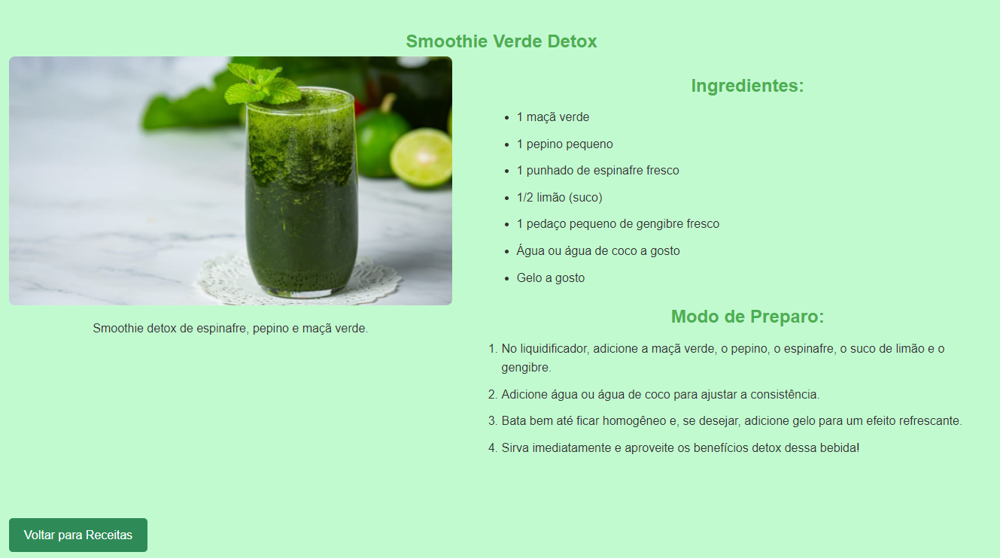 Smoothie Verde Detox
Smoothie detox de espinafre, pepino e maçã verde.
Ingredientes:
• 1 maçã verde
• 1 pepino pequeno
• 1 punhado de espinafre fresco
• 1/2 limão (suco)
• 1 pedaço pequeno de gengibre fresco
• Água ou água de coco a gosto
• Gelo a gosto
Modo de Preparo:
1. No liquidificador, adicione a maçã verde, o pepino, o espinafre, o suco de limão e o
gengibre.
2. Adicione água ou água de coco para ajustar a consistência.
3. Bata bem até ficar homogêneo e, se desejar, adicione gelo para um efeito refrescante.
4. Sirva imediatamente e aproveite os benefícios detox dessa bebida!
Voltar para Receitas